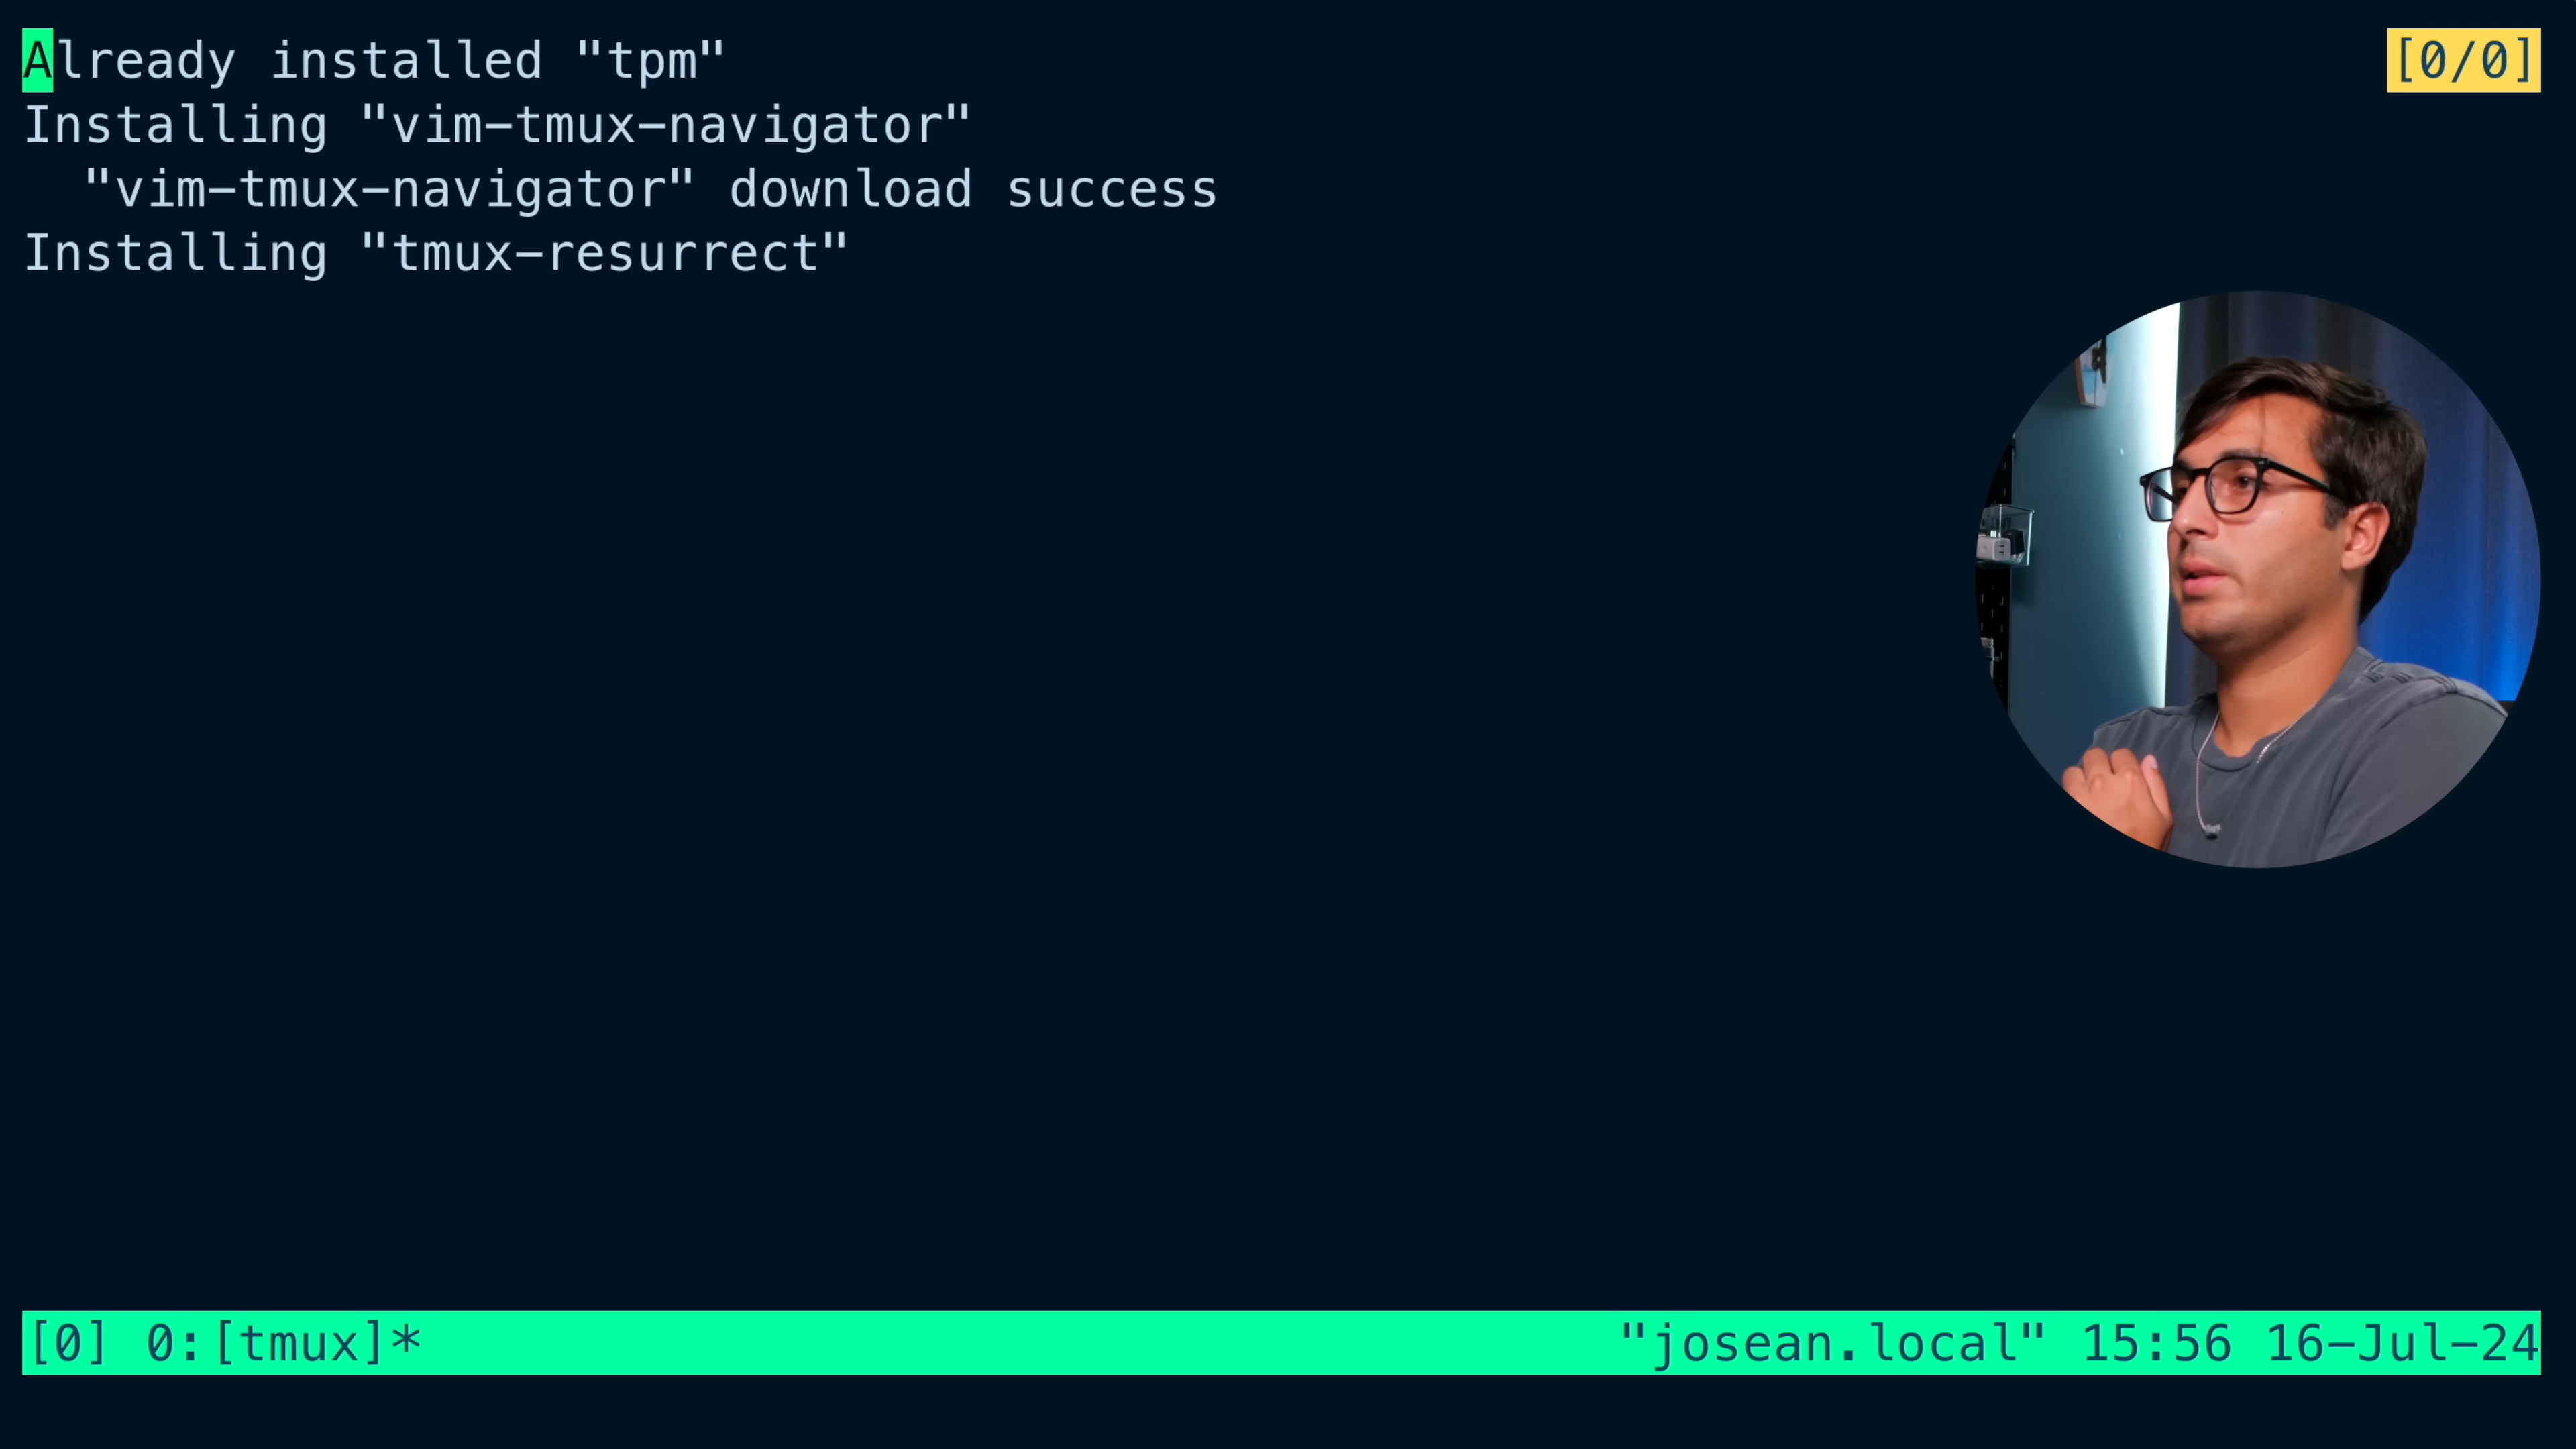 Already installed "tpm"
[0/0]
Installing "vim-tmux-navigator"
  "vim-tmux-navigator" download success
Installing "tmux-resurrect"
[0] 0:[tmux]*
"josean.local" 15:56 16-Jul-24